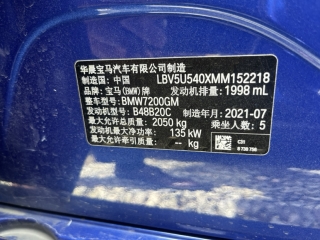 华晨宝马汽车有限公司制造
制造国: 中国 LBV5U540XMM152218
品牌: 宝马(BMW)牌 发动机排量: 1998 mL
整车型号: BMW7200GM
发动机型号: B48B20C 制造年月: 2021-07
最大允许总质量: 2050 kg 乘坐人数: 5
发动机最大净功率: 135 kW
最大允许牵引质量: -- kg